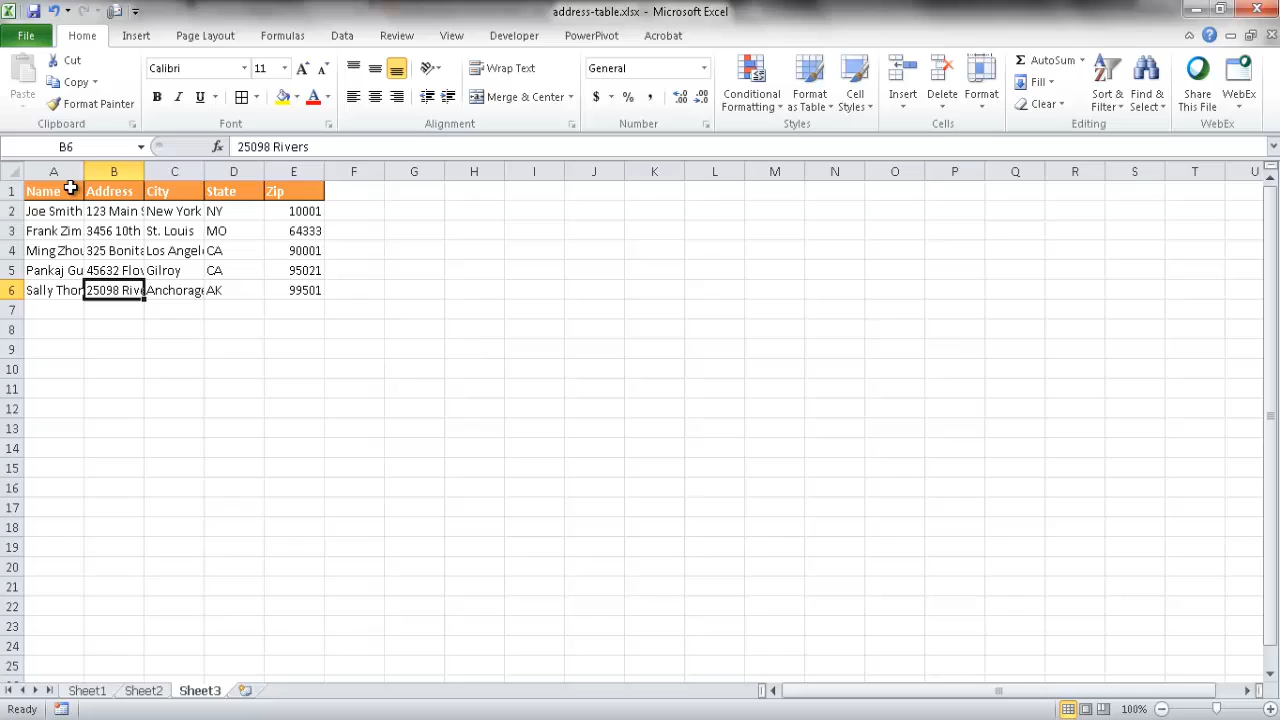 address-table.xlsx - Microsoft Excel
File Home Insert Page Layout Formulas Data Review View Developer PowerPivot Acrobat
Paste
Cut
Copy
Format Painter
Clipboard
Calibri 11
B I U
Font
Wrap Text
Merge & Center
Alignment
General
$ % ,
Number
Conditional Formatting
Format as Table
Cell Styles
Styles
Insert
Delete
Format
Cells
Σ AutoSum
Fill
Clear
Sort & Filter
Find & Select
Editing
Share This File
WebEx
WebEx
B6 fx 25098 Rivers
A B C D E F G H I J K L M N O P Q R S T U
1 Name Address City State Zip
2 Joe Smith 123 Main S New York NY 10001
3 Frank Zim 3456 10th St. Louis MO 64333
4 Ming Zhou 325 Bonita Los Angel CA 90001
5 Pankaj Gu 45632 Flov Gilroy CA 95021
6 Sally Thor 25098 Rive Anchorage AK 99501
7
8
9
10
11
12
13
14
15
16
17
18
19
20
21
22
23
24
25
Sheet1 Sheet2 Sheet3
Ready 100%